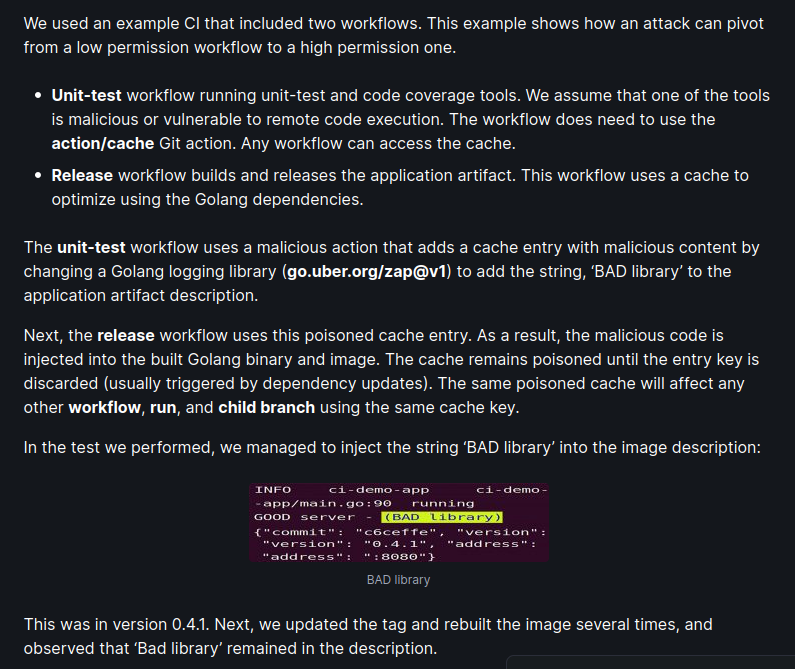 We used an example CI that included two workflows. This example shows how an attack can pivot
from a low permission workflow to a high permission one.
• Unit-test workflow running unit-test and code coverage tools. We assume that one of the tools
is malicious or vulnerable to remote code execution. The workflow does need to use the
action/cache Git action. Any workflow can access the cache.
• Release workflow builds and releases the application artifact. This workflow uses a cache to
optimize using the Golang dependencies.
The unit-test workflow uses a malicious action that adds a cache entry with malicious content by
changing a Golang logging library (go.uber.org/zap@v1) to add the string, ‘BAD library’ to the
application artifact description.
Next, the release workflow uses this poisoned cache entry. As a result, the malicious code is
injected into the built Golang binary and image. The cache remains poisoned until the entry key is
discarded (usually triggered by dependency updates). The same poisoned cache will affect any
other workflow, run, and child branch using the same cache key.
In the test we performed, we managed to inject the string ‘BAD library’ into the image description:
INFO ci-demo-app ci-demo-
-app/main.go:90 running
GOOD server - (BAD library)
{"commit": "c6ceffe", "version":
"version": "0.4.1", "address":
"address": ":8080"}
BAD library
This was in version 0.4.1. Next, we updated the tag and rebuilt the image several times, and
observed that ‘Bad library’ remained in the description.